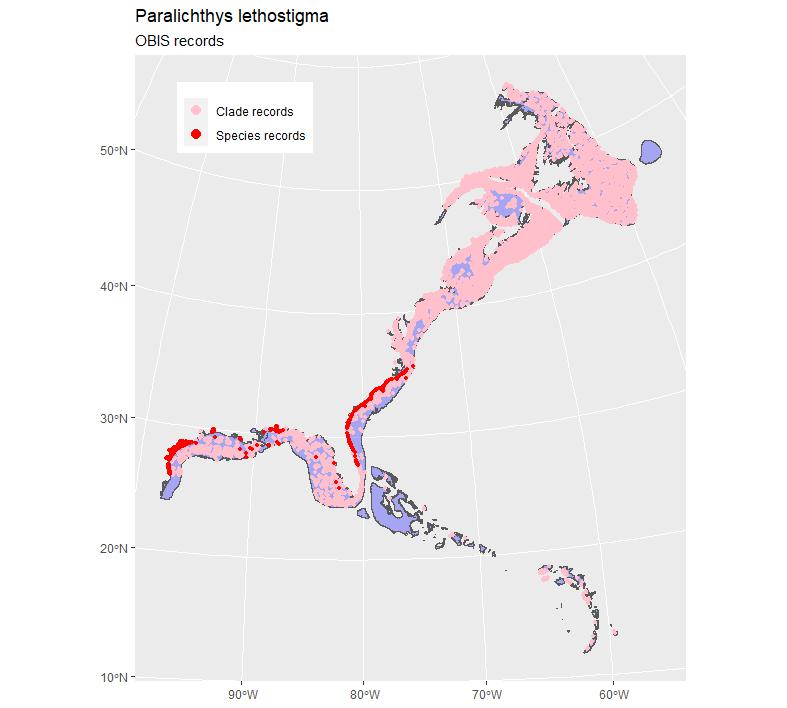 Paralichthys lethostigma
OBIS records
Clade records
Species records
50°N
40°N
30°N
20°N
10°N
90°W
80°W
70°W
60°W